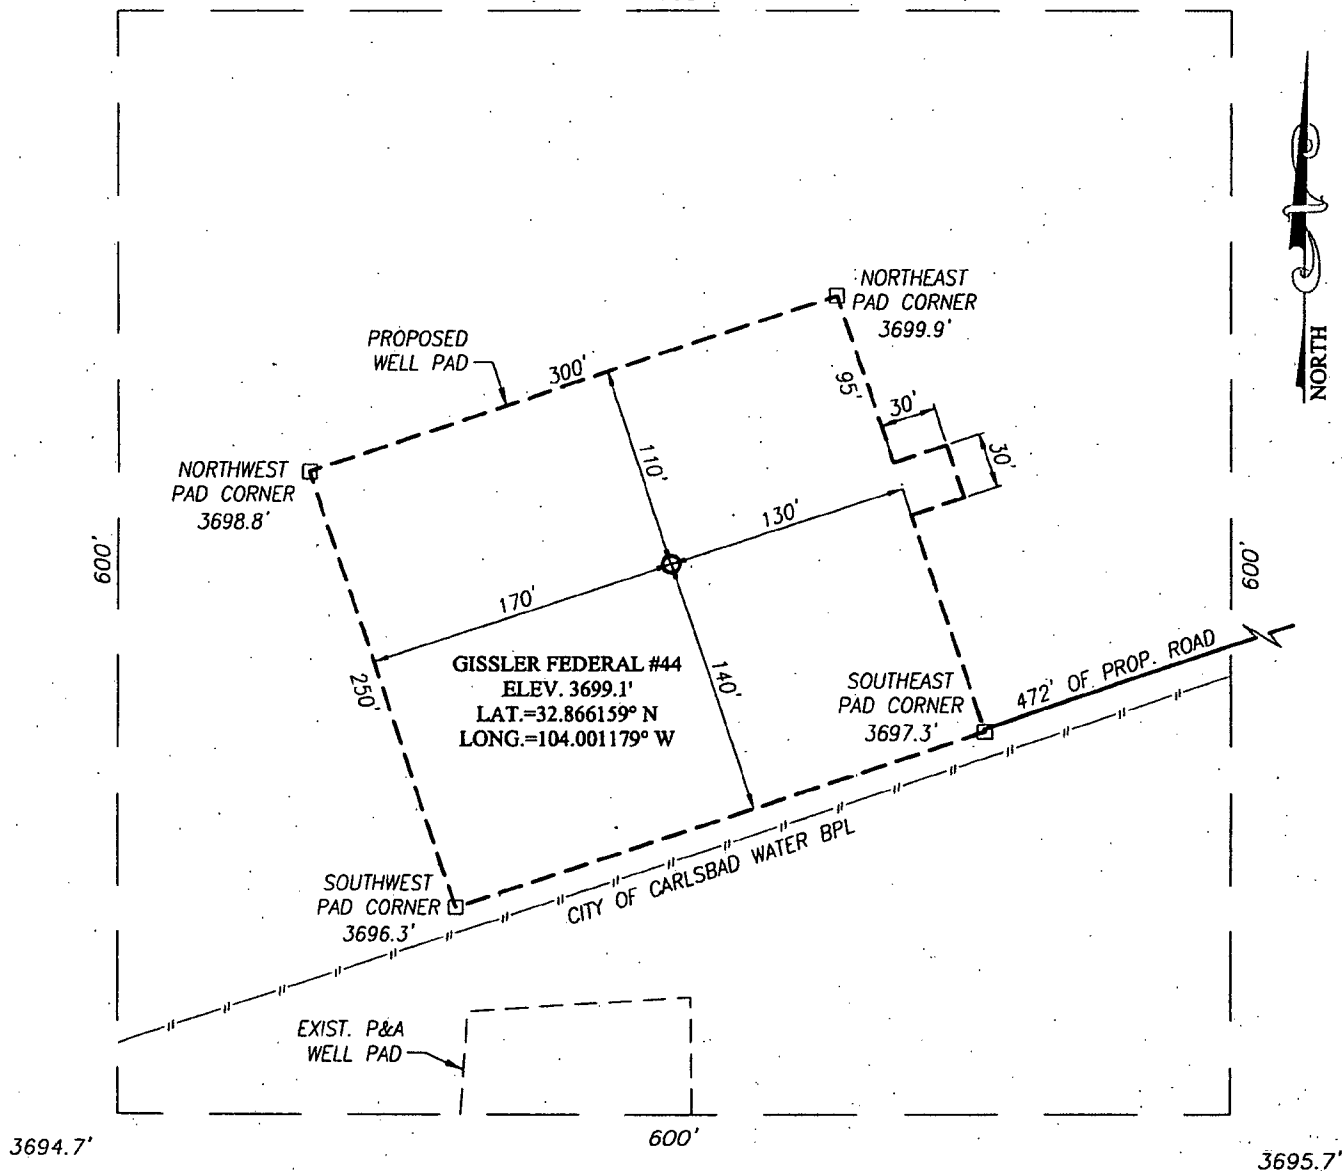 NORTHEAST
PAD CORNER
3699.9'
PROPOSED
WELL PAD
300'
95'
30'
30'
NORTH
NORTHWEST
PAD CORNER
3698.8'
110'
130'
600'
600'
170'
GISSLER FEDERAL #44
ELEV. 3699.1'
LAT.=32.866159° N
LONG.=104.001179° W
250'
140'
SOUTHEAST
PAD CORNER
3697.3'
472' OF PROP. ROAD
CITY OF CARLSBAD WATER BPL
SOUTHWEST
PAD CORNER
3696.3'
EXIST. P&A
WELL PAD
3694.7'
600'
3695.7'